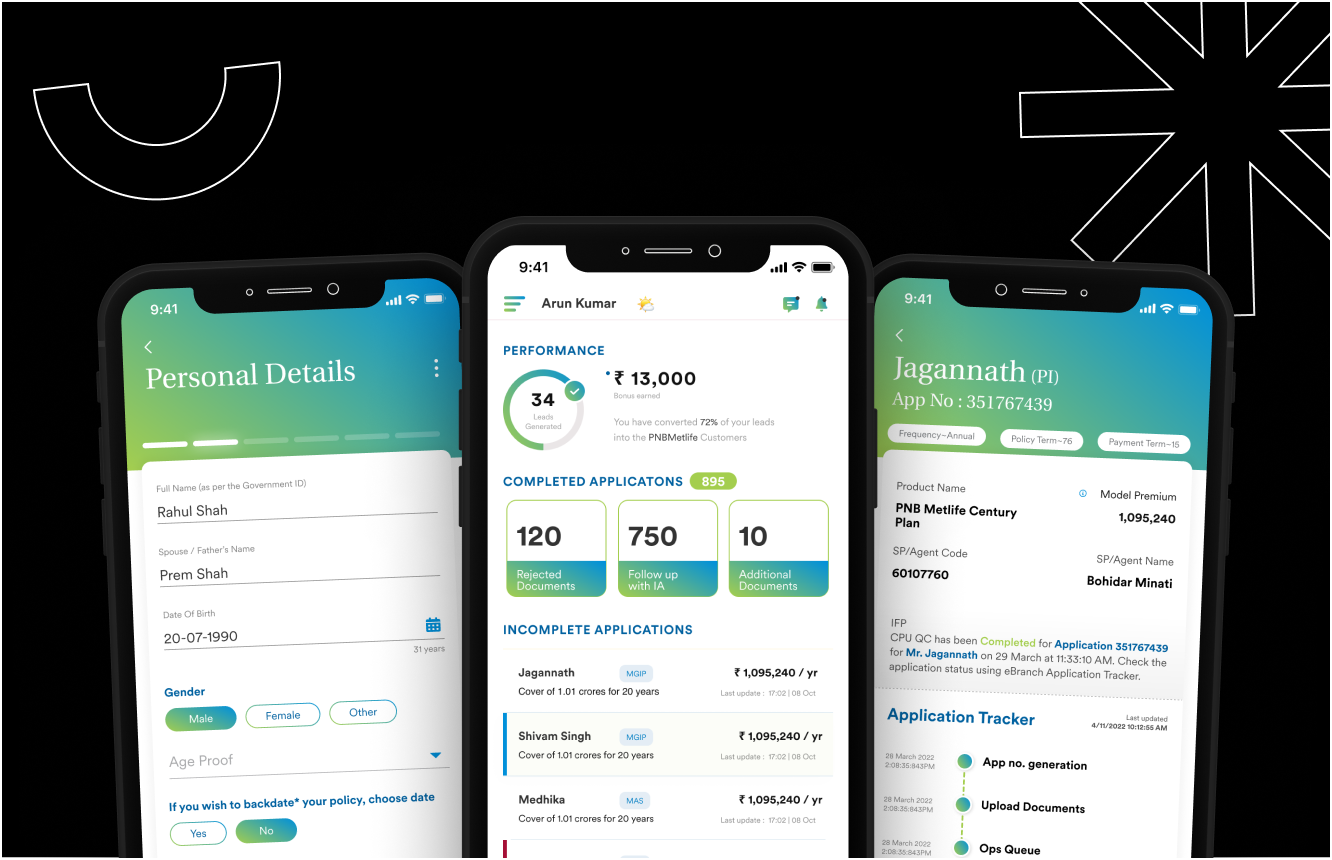 9:41
Personal Details
Full Name (as per the Government ID)
Rahul Shah
Spouse / Father's Name
Prem Shah
Date Of Birth
20-07-1990
31 years
Gender
Male
Female
Other
Age Proof
If you wish to backdate* your policy, choose date
Yes
No
9:41
Arun Kumar
PERFORMANCE
34
Leads
Generated
₹ 13,000
Bonus earned
You have converted 72% of your leads
into the PNBMetlife Customers
COMPLETED APPLICATONS 895
120
Rejected
Documents
750
Follow up
with IA
10
Additional
Documents
INCOMPLETE APPLICATIONS
Jagannath MGIP ₹ 1,095,240 / yr
Cover of 1.01 crores for 20 years Last update : 17:02 | 08 Oct
Shivam Singh MGIP ₹ 1,095,240 / yr
Cover of 1.01 crores for 20 years Last update : 17:02 | 08 Oct
Medhika MAS ₹ 1,095,240 / yr
Cover of 1.01 crores for 20 years Last update : 17:02 | 08 Oct
9:41
Jagannath (PI)
App No : 351767439
Frequency~Annual
Policy Term~76
Payment Term~15
Product Name
PNB Metlife Century
Plan
Model Premium
1,095,240
SP/Agent Code
60107760
SP/Agent Name
Bohidar Minati
IFP
CPU QC has been Completed for Application 351767439
for Mr. Jagannath on 29 March at 11:33:10 AM. Check the
application status using eBranch Application Tracker.
Application Tracker
Last updated
4/11/2022 10:12:55 AM
28 March 2022
2:08:35:843PM
App no. generation
28 March 2022
2:08:35:843PM
Upload Documents
28 March 2022
2:08:35:843PM
Ops Queue